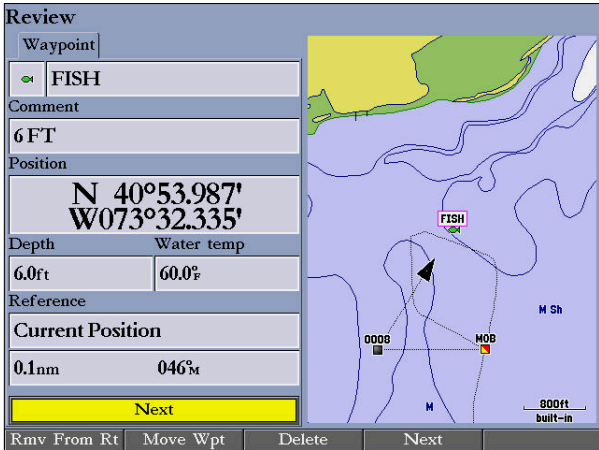 Review
Waypoint
FISH
Comment
6 FT
Position
N 40°53.987'
W073°32.335'
Depth Water temp
6.0ft 60.0°F
Reference
Current Position
0.1nm 046°M
Next
Rmv From Rt Move Wpt Delete Next
FISH
M Sh
0008 MOB
M
800ft
built-in